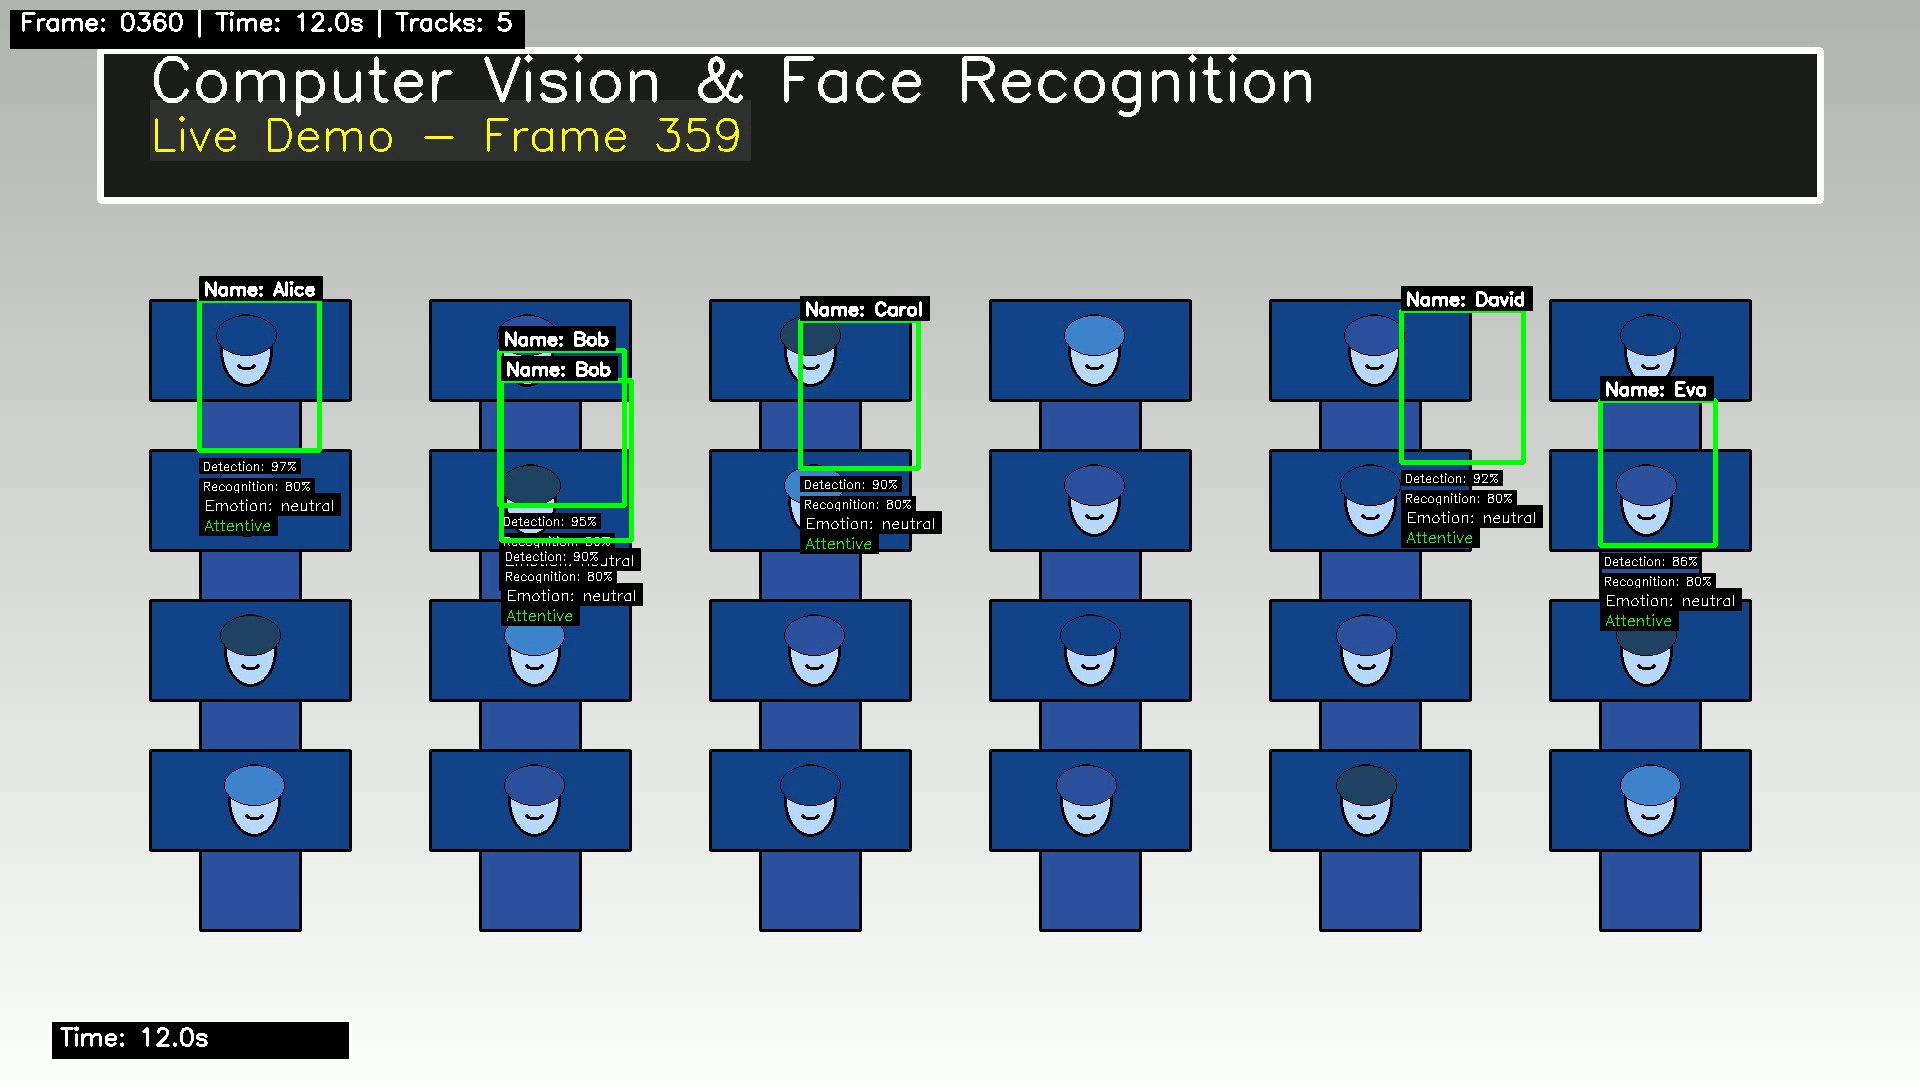 Frame: 0360 | Time: 12.0s | Tracks: 5
Computer Vision & Face Recognition
Live Demo - Frame 359
Name: Alice
Detection: 97%
Recognition: 80%
Emotion: neutral
Attentive
Name: Bob
Name: Bob
Detection: 95%
Recognition: 80%
Detection: 90%
Recognition: 80%
Emotion: neutral
Attentive
Name: Carol
Detection: 90%
Recognition: 80%
Emotion: neutral
Attentive
Name: David
Detection: 92%
Recognition: 80%
Emotion: neutral
Attentive
Name: Eva
Detection: 86%
Recognition: 80%
Emotion: neutral
Attentive
Time: 12.0s